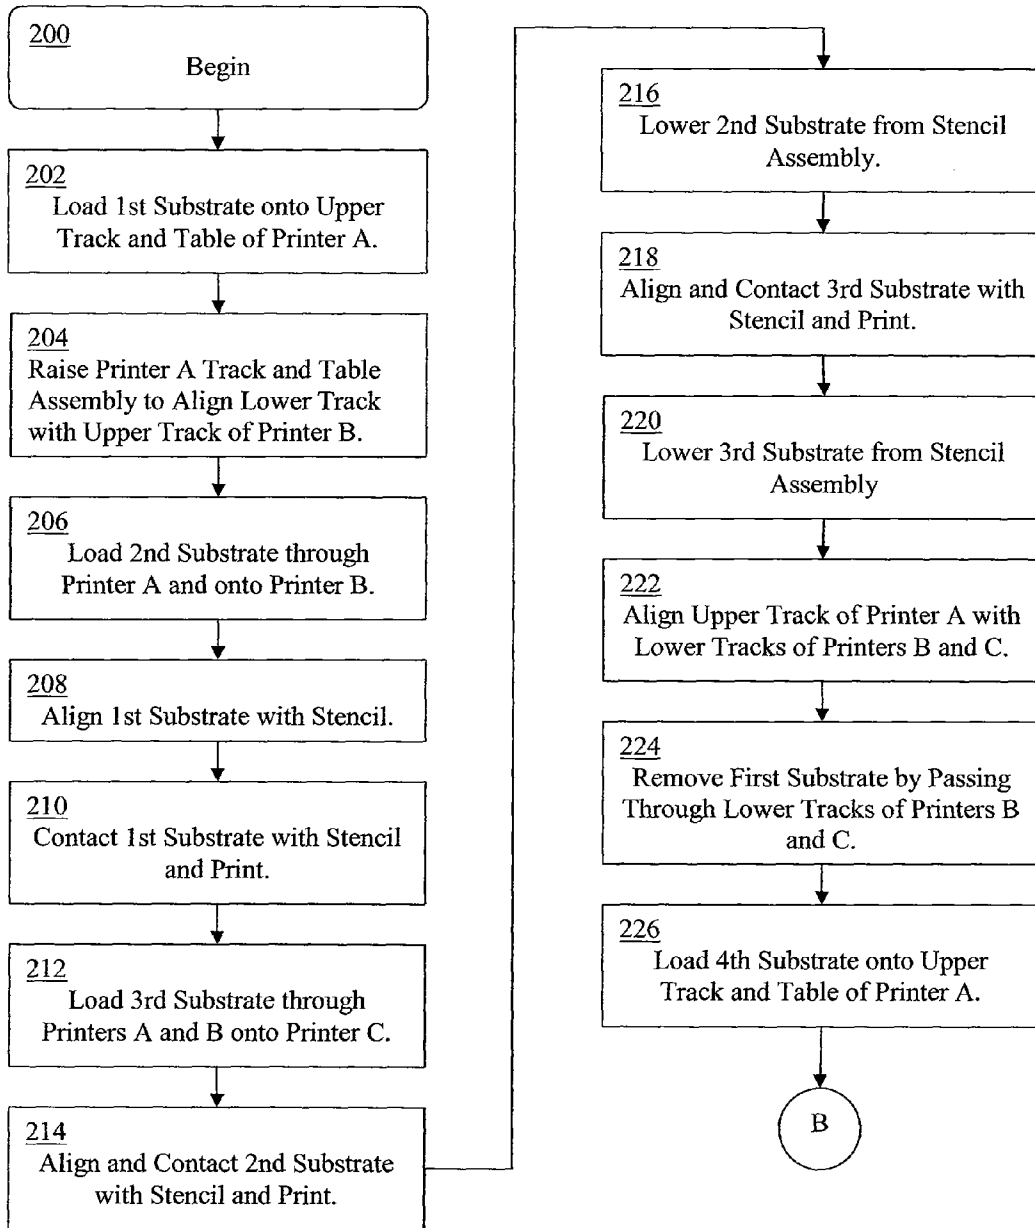 200
Begin
202
Load 1st Substrate onto Upper
Track and Table of Printer A.
204
Raise Printer A Track and Table
Assembly to Align Lower Track
with Upper Track of Printer B.
206
Load 2nd Substrate through
Printer A and onto Printer B.
208
Align 1st Substrate with Stencil.
210
Contact 1st Substrate with Stencil
and Print.
212
Load 3rd Substrate through
Printers A and B onto Printer C.
214
Align and Contact 2nd Substrate
with Stencil and Print.
216
Lower 2nd Substrate from Stencil
Assembly.
218
Align and Contact 3rd Substrate with
Stencil and Print.
220
Lower 3rd Substrate from Stencil
Assembly
222
Align Upper Track of Printer A with
Lower Tracks of Printers B and C.
224
Remove First Substrate by Passing
Through Lower Tracks of Printers B
and C.
226
Load 4th Substrate onto Upper
Track and Table of Printer A.
B